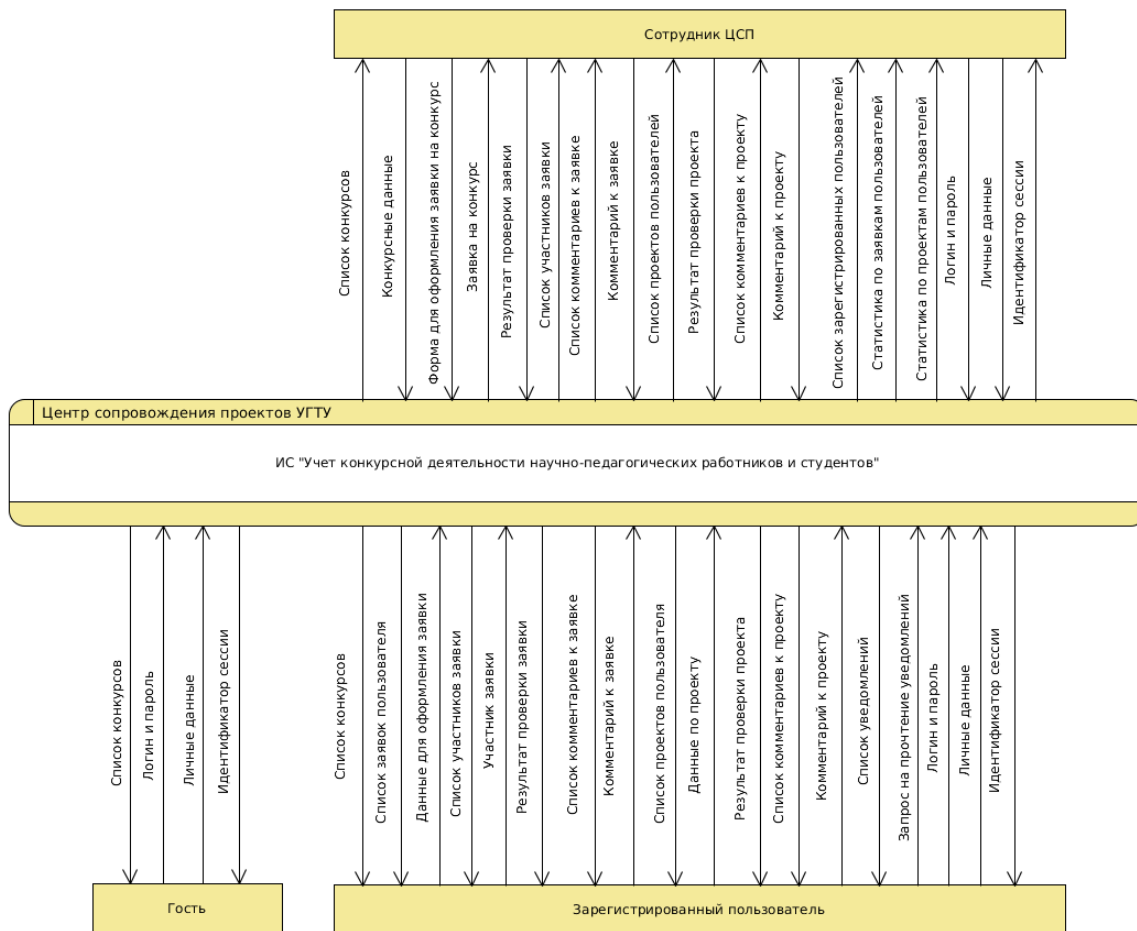 Сотрудник ЦСП
Список конкурсов
Конкурсные данные
Форма для оформления заявки на конкурс
Заявка на конкурс
Результат проверки заявки
Список участников заявки
Список комментариев к заявке
Комментарий к заявке
Список проектов пользователей
Результат проверки проекта
Список комментариев к проекту
Комментарий к проекту
Список зарегистрированных пользователей
Статистика по заявкам пользователей
Статистика по проектам пользователей
Логин и пароль
Личные данные
Идентификатор сессии
Центр сопровождения проектов УГТУ
ИС "Учет конкурсной деятельности научно-педагогических работников и студентов"
Список конкурсов
Логин и пароль
Личные данные
Идентификатор сессии
Список конкурсов
Список заявок пользователя
Данные для оформления заявки
Список участников заявки
Участник заявки
Результат проверки заявки
Список комментариев к заявке
Комментарий к заявке
Список проектов пользователя
Данные по проекту
Результат проверки проекта
Список комментариев к проекту
Комментарий к проекту
Список уведомлений
Запрос на прочтение уведомлений
Логин и пароль
Личные данные
Идентификатор сессии
Гость
Зарегистрированный пользователь